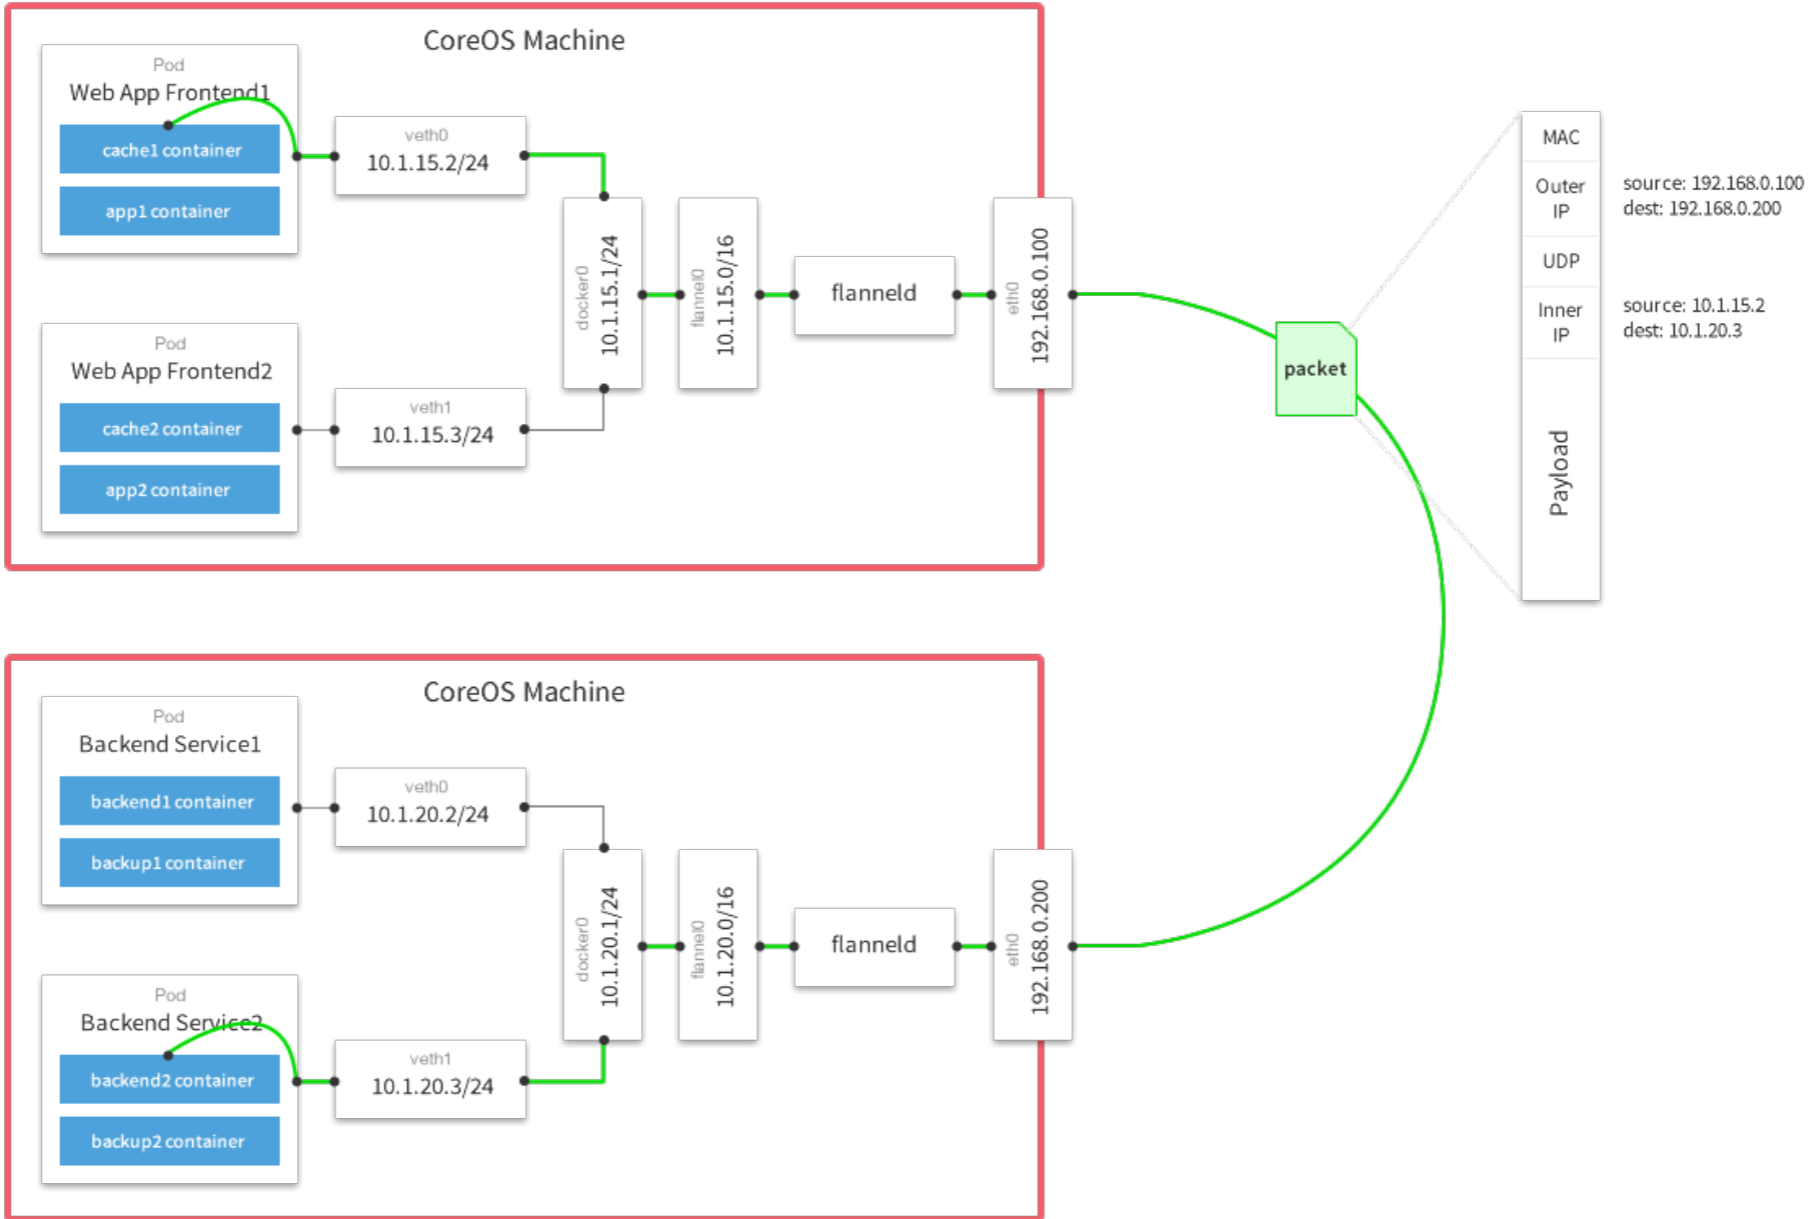 CoreOS Machine
Pod
Web App Frontend1
cache1 container
app1 container
veth0
10.1.15.2/24
Pod
Web App Frontend2
cache2 container
app2 container
veth1
10.1.15.3/24
docker0
10.1.15.1/24
flannel0
10.1.15.0/16
flanneld
eth0
192.168.0.100
packet
MAC
Outer
IP
source: 192.168.0.100
dest: 192.168.0.200
UDP
Inner
IP
source: 10.1.15.2
dest: 10.1.20.3
Payload
CoreOS Machine
Pod
Backend Service1
backend1 container
backup1 container
veth0
10.1.20.2/24
Pod
Backend Service2
backend2 container
backup2 container
veth1
10.1.20.3/24
docker0
10.1.20.1/24
flannel0
10.1.20.0/16
flanneld
eth0
192.168.0.200